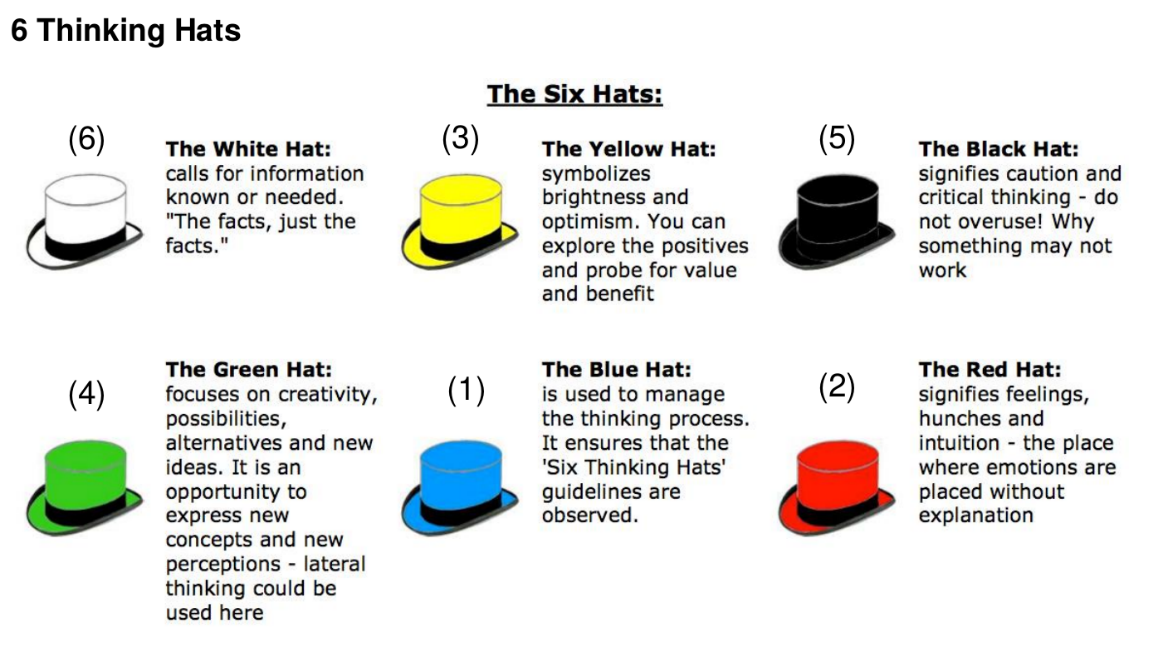 6 Thinking Hats
The Six Hats:
(6)
The White Hat:
calls for information
known or needed.
"The facts, just the
facts."
(3)
The Yellow Hat:
symbolizes
brightness and
optimism. You can
explore the positives
and probe for value
and benefit
(5)
The Black Hat:
signifies caution and
critical thinking - do
not overuse! Why
something may not
work
(4)
The Green Hat:
focuses on creativity,
possibilities,
alternatives and new
ideas. It is an
opportunity to
express new
concepts and new
perceptions - lateral
thinking could be
used here
(1)
The Blue Hat:
is used to manage
the thinking process.
It ensures that the
'Six Thinking Hats'
guidelines are
observed.
(2)
The Red Hat:
signifies feelings,
hunches and
intuition - the place
where emotions are
placed without
explanation